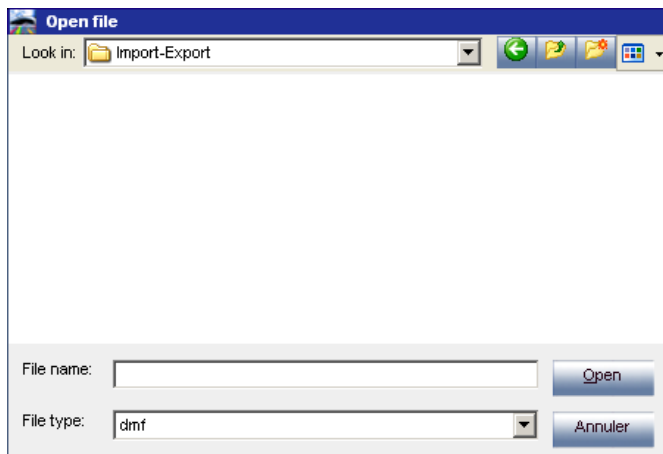 Open file
Look in: Import-Export
File name:
Open
File type: dmf
Annuler